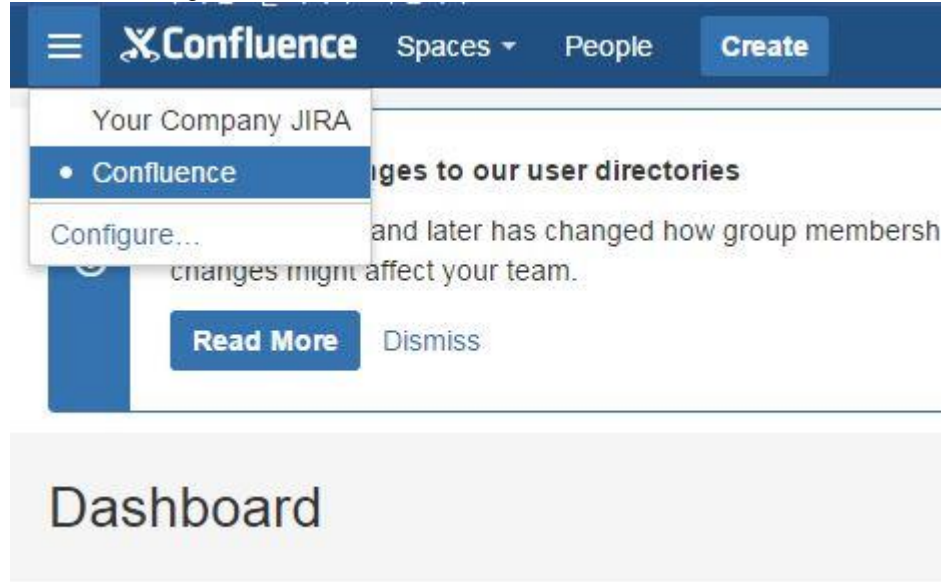 Confluence Spaces People Create
Your Company JIRA
Confluence
ges to our user directories
Configure...
and later has changed how group membersh
changes might affect your team.
Read More Dismiss
Dashboard